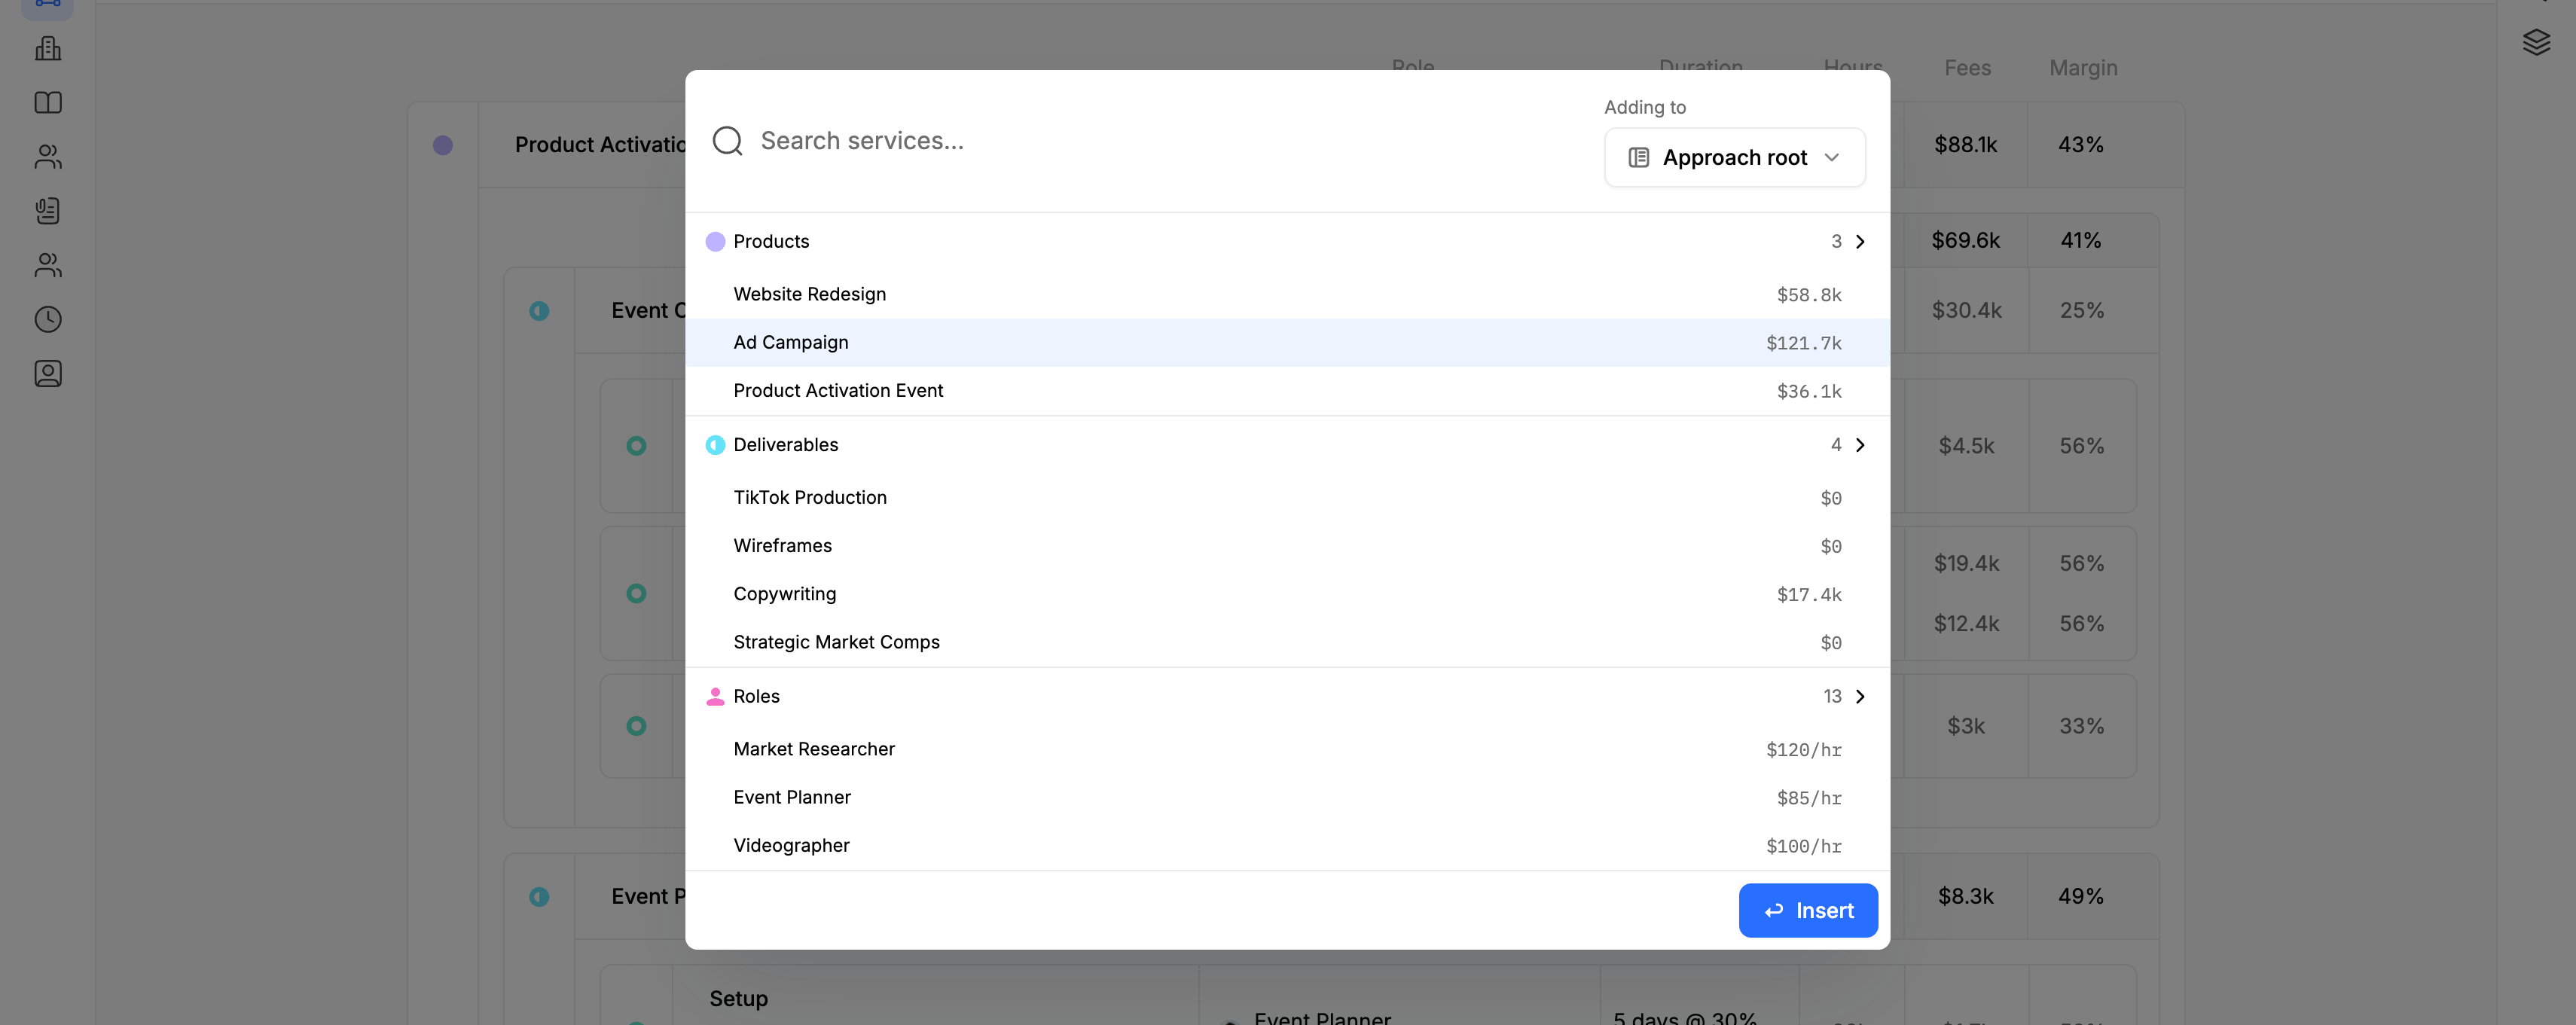 Role Duration Hours Fees Margin
Adding to
Search services...
Approach root
Product Activatio $88.1k 43%
Products 3
$69.6k 41%
Website Redesign $58.8k
Event C $30.4k 25%
Ad Campaign $121.7k
Product Activation Event $36.1k
Deliverables 4
$4.5k 56%
TikTok Production $0
Wireframes $0
$19.4k 56%
Copywriting $17.4k
$12.4k 56%
Strategic Market Comps $0
Roles 13
$3k 33%
Market Researcher $120/hr
Event Planner $85/hr
Videographer $100/hr
Event P $8.3k 49%
Insert
Setup
Event Planner 5 days @ 30%